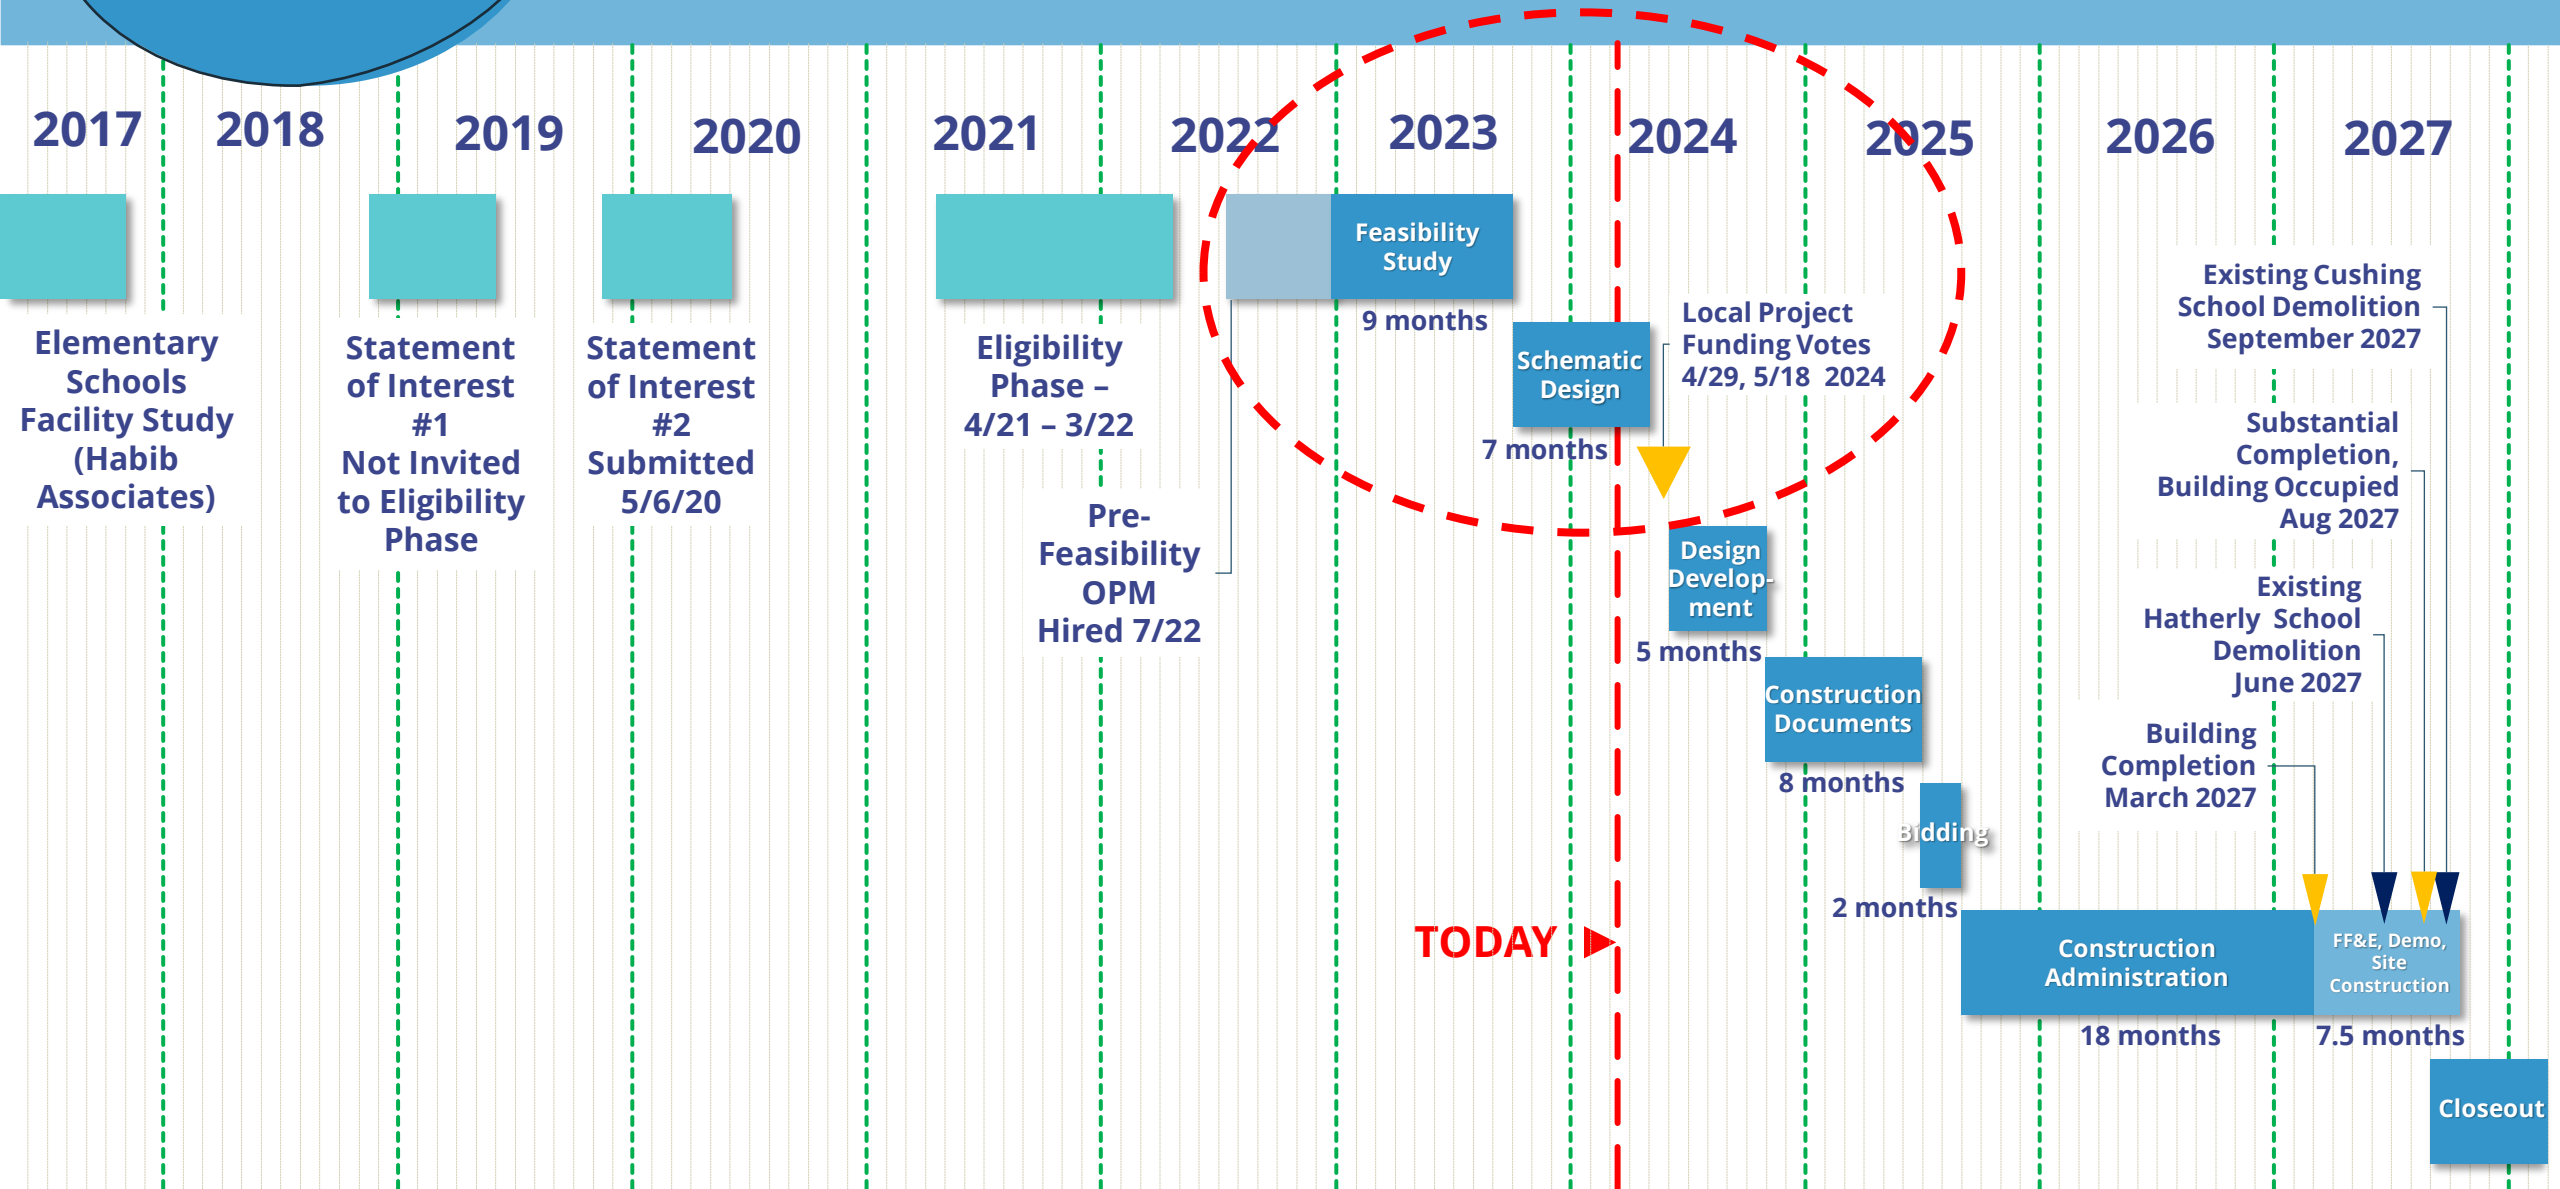 2017
2018
2019
2020
2021
2022
2023
2024
2025
2026
2027
Elementary
Schools
Facility Study
(Habib
Associates)
Statement
of Interest
#1
Not Invited
to Eligibility
Phase
Statement
of Interest
#2
Submitted
5/6/20
Eligibility
Phase –
4/21 – 3/22
Pre-
Feasibility
OPM
Hired 7/22
Feasibility
Study
9 months
Schematic
Design
7 months
Local Project
Funding Votes
4/29, 5/18  2024
Design
Develop-
ment
5 months
Construction
Documents
8 months
Bidding
2 months
TODAY
Existing Cushing
School Demolition
September 2027
Substantial
Completion,
Building Occupied
Aug 2027
Existing
Hatherly  School
Demolition
June 2027
Building
Completion
March 2027
Construction
Administration
18 months
FF&E, Demo,
Site
Construction
7.5 months
Closeout